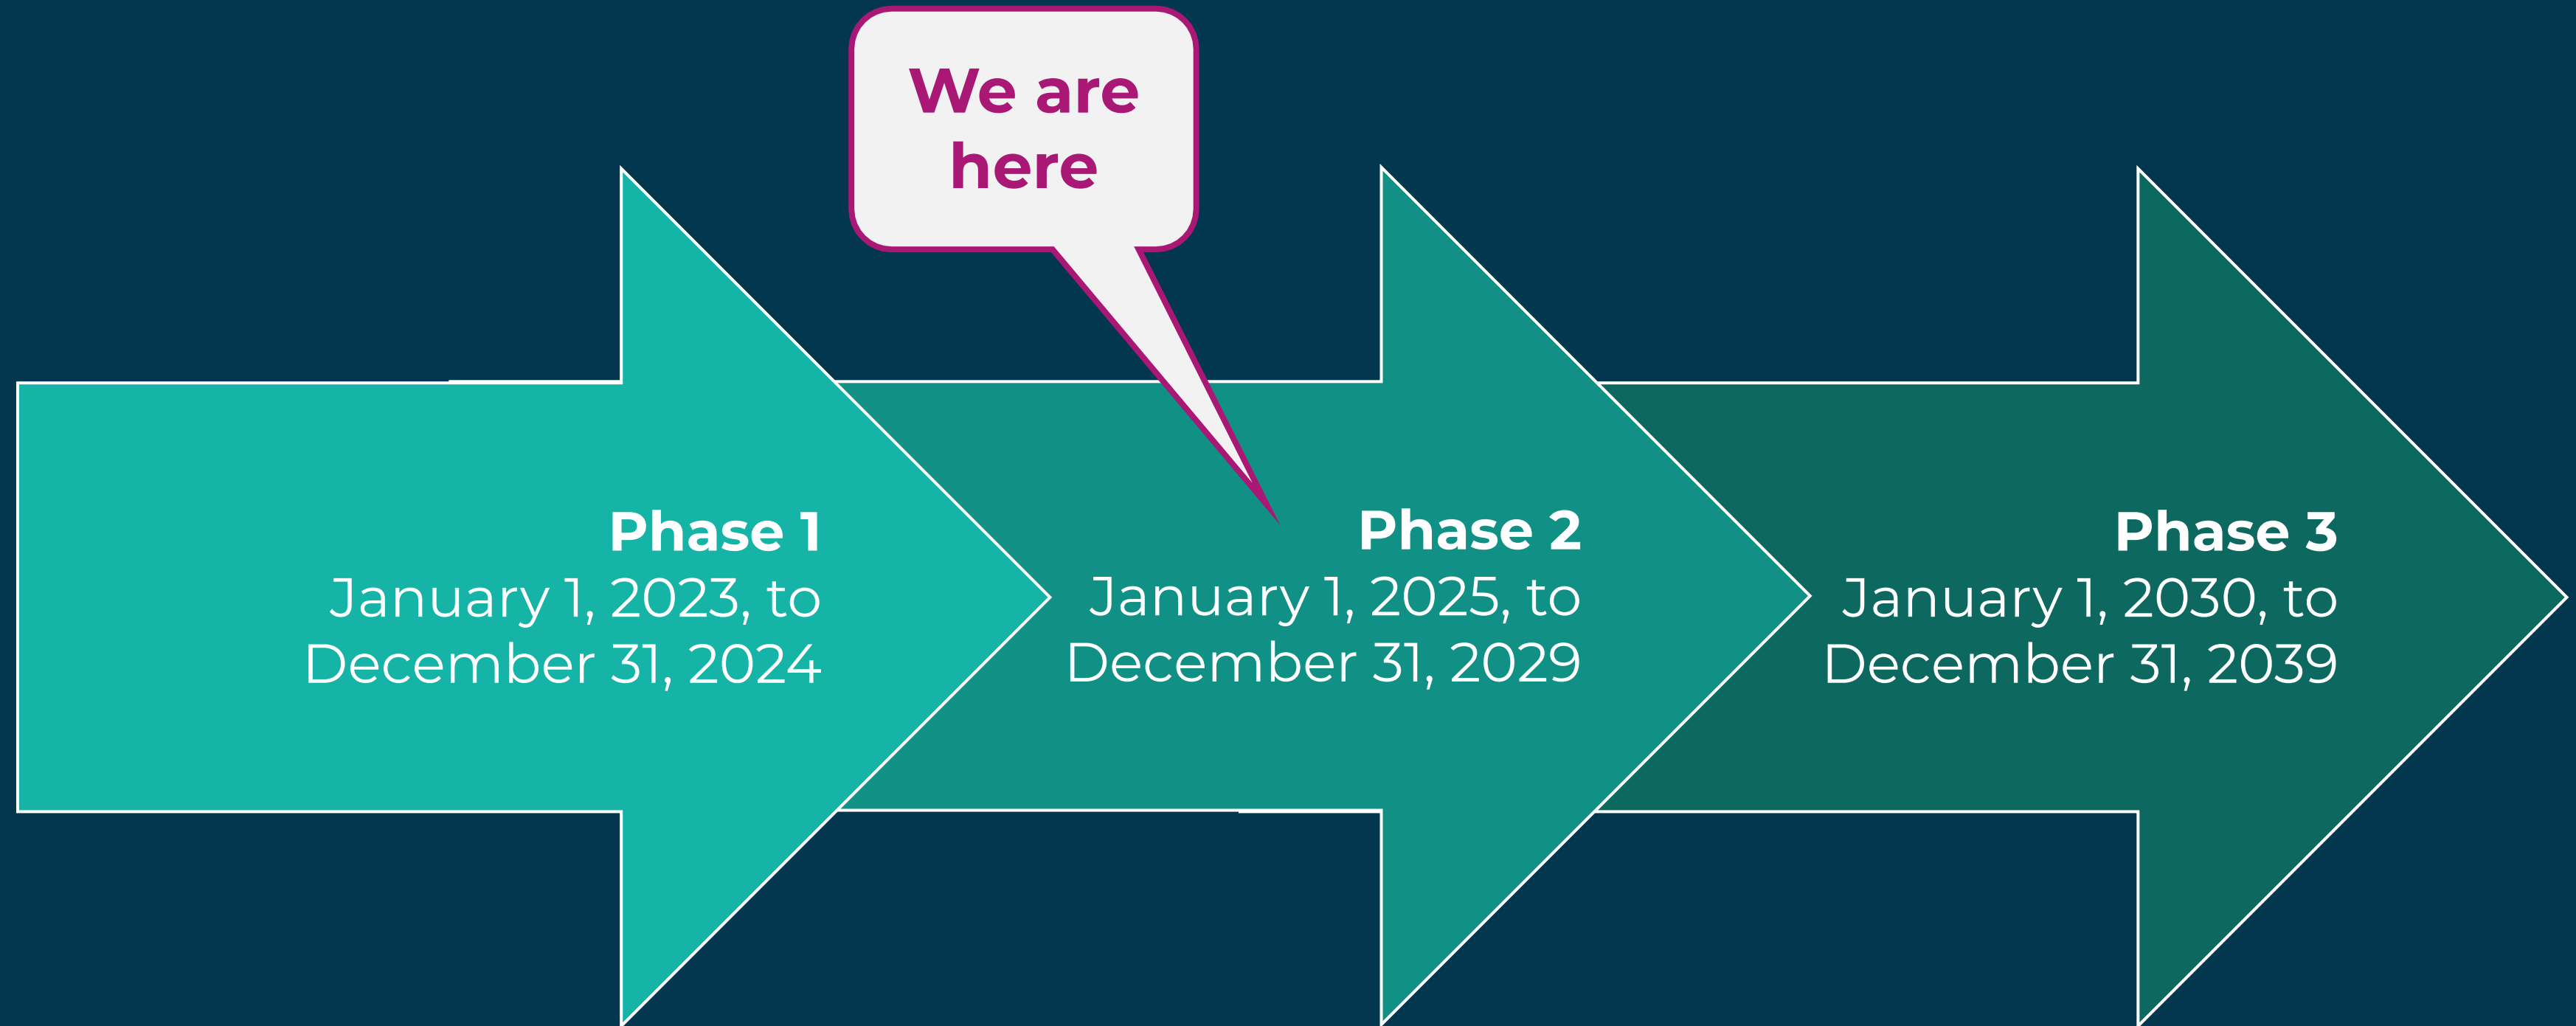 We are
here
Phase 1
January 1, 2023, to
December 31, 2024
Phase 2
January 1, 2025, to
December 31, 2029
Phase 3
January 1, 2030, to
December 31, 2039